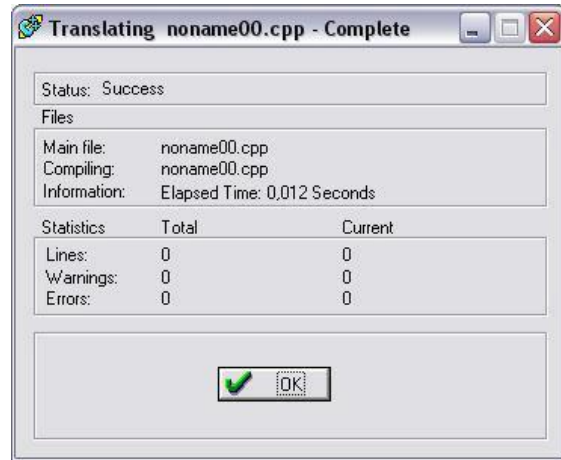 Translating noname00.cpp - Complete
Status: Success
Files
Main file: noname00.cpp
Compiling: noname00.cpp
Information: Elapsed Time: 0,012 Seconds
Statistics Total Current
Lines: 0 0
Warnings: 0 0
Errors: 0 0
OK